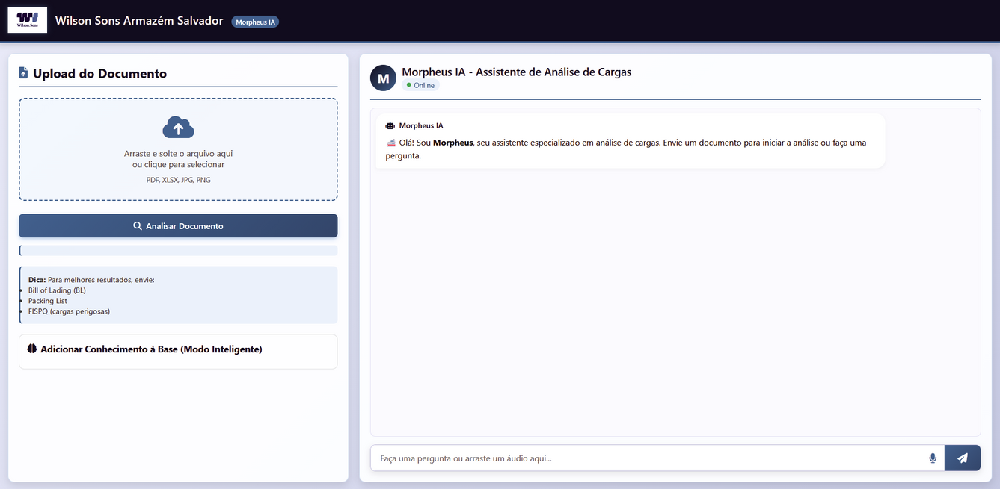 Wilson.Sons
Wilson Sons Armazém Salvador
Morpheus IA
Upload do Documento
Arraste e solte o arquivo aqui
ou clique para selecionar
PDF, XLSX, JPG, PNG
Analisar Documento
Dica: Para melhores resultados, envie:
Bill of Lading (BL)
Packing List
FISPQ (cargas perigosas)
Adicionar Conhecimento à Base (Modo Inteligente)
M
Morpheus IA - Assistente de Análise de Cargas
Online
Morpheus IA
Olá! Sou Morpheus, seu assistente especializado em análise de cargas. Envie um documento para iniciar a análise ou faça uma
pergunta.
Faça uma pergunta ou arraste um áudio aqui...